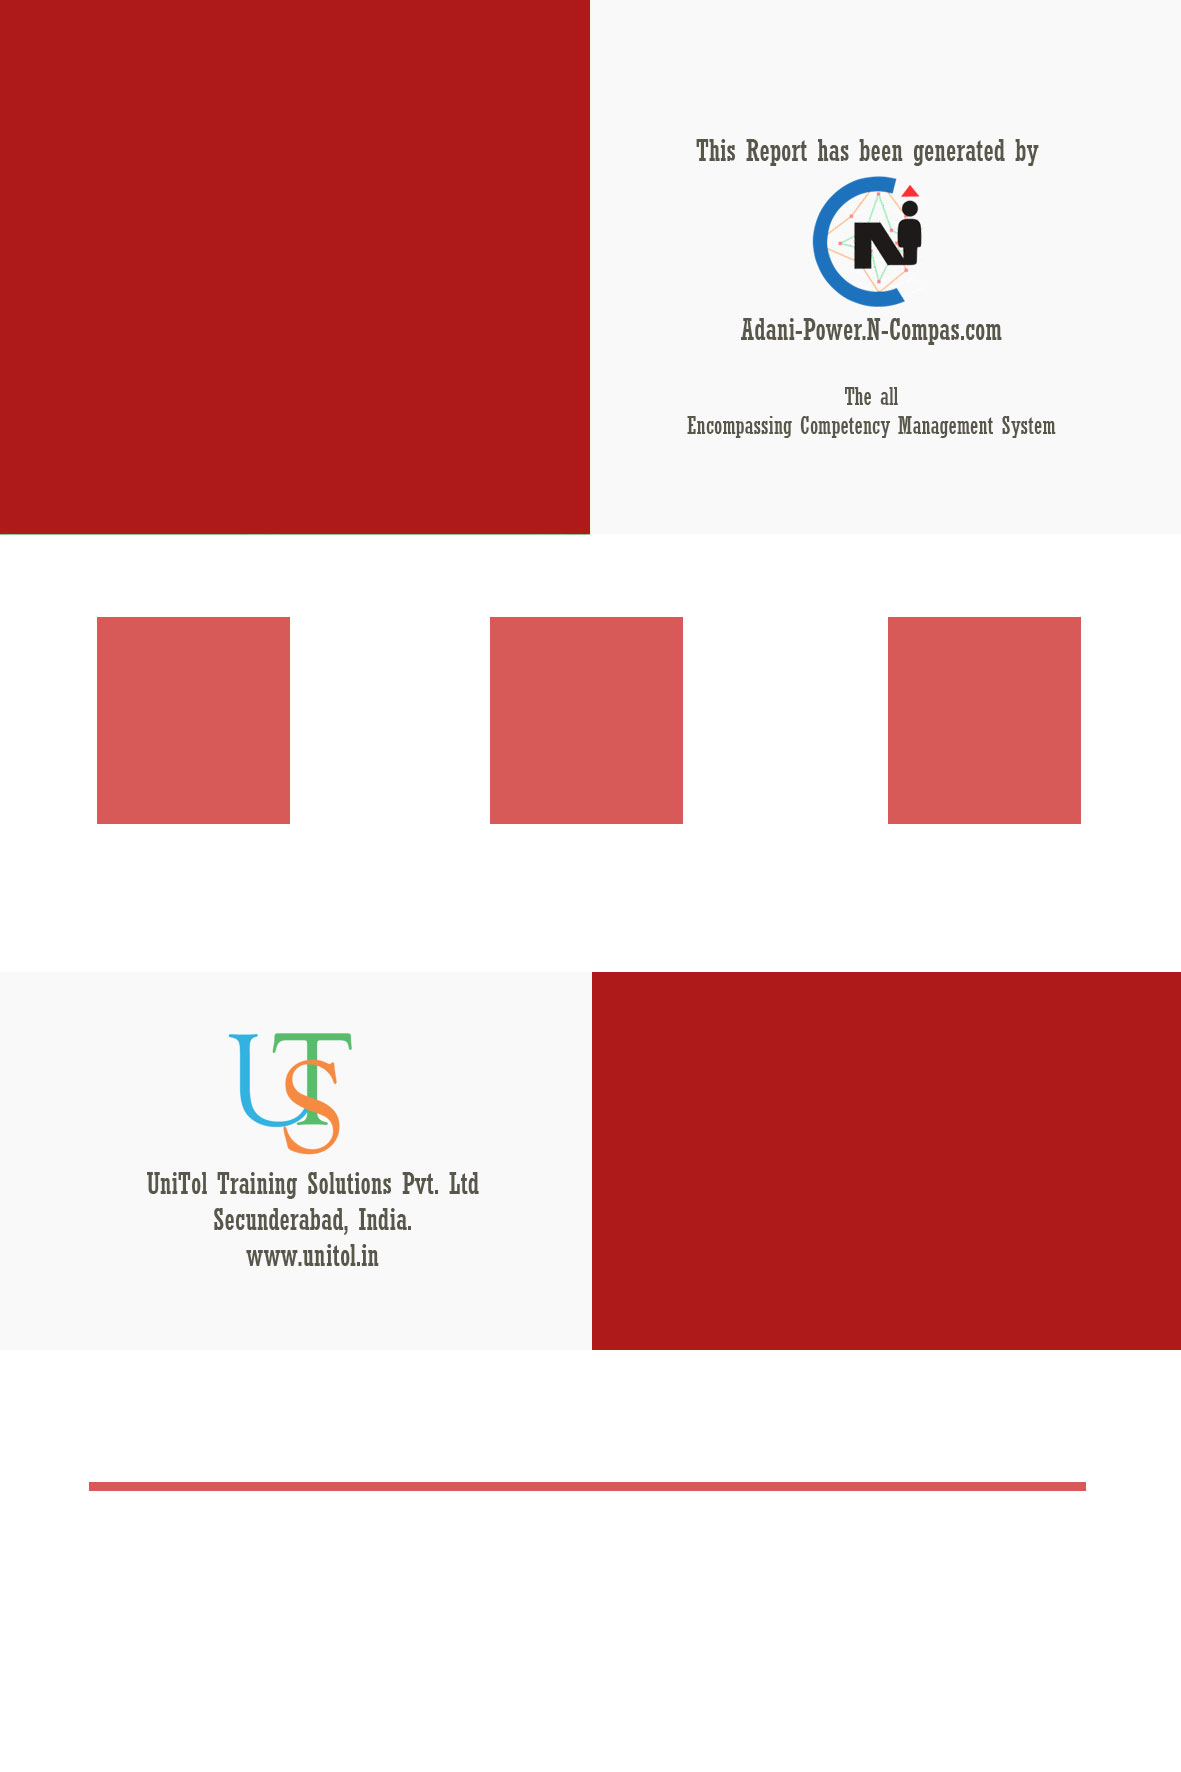 This Report has been generated by
N
Adani-Power.N-Compas.com
The all
Encompassing Competency Management System
UTS
UniTol Training Solutions Pvt. Ltd
Secunderabad, India.
www.unitol.in